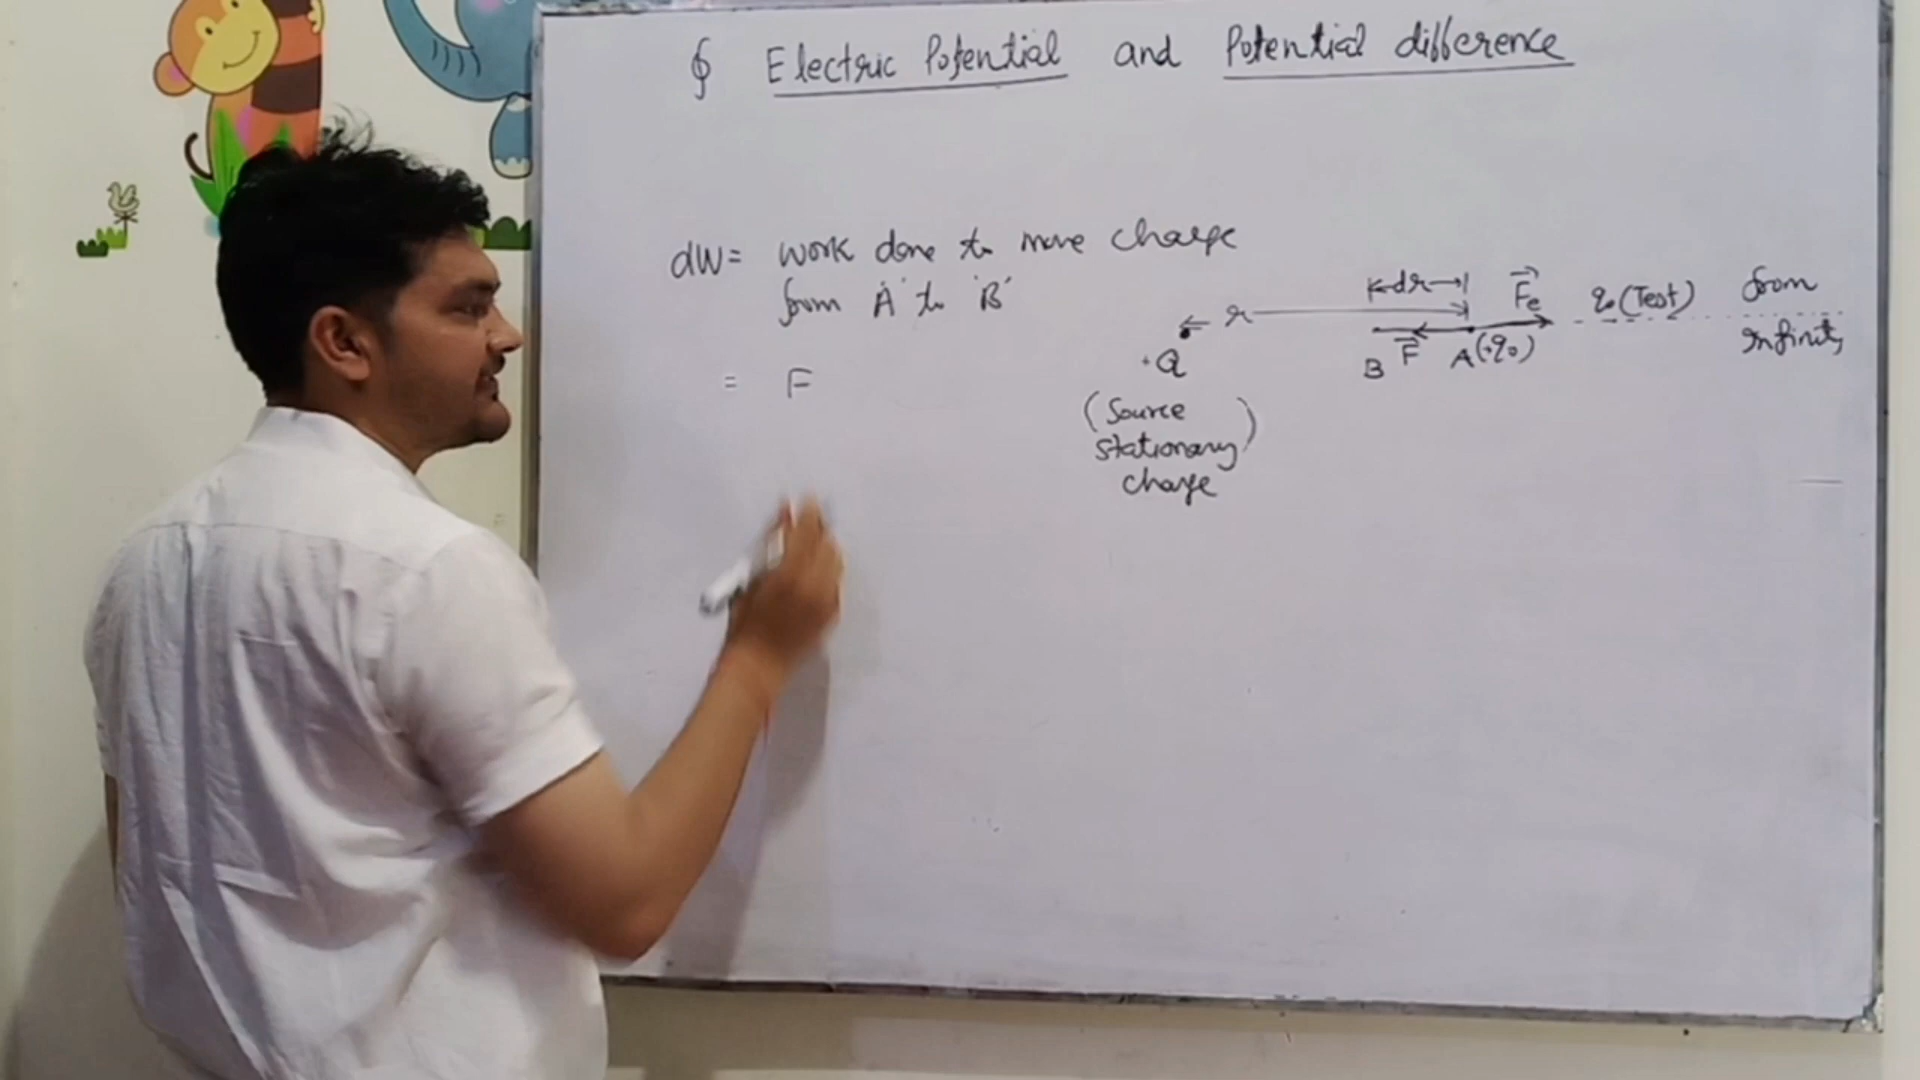 § Electric Potential and Potential difference
dW = work done to move charge
from 'A' to 'B'
= F
r
dr
F⃗e
q₀ (Test) from
infinity
+Q
B F⃗ A(+q₀)
(Source
stationary)
charge